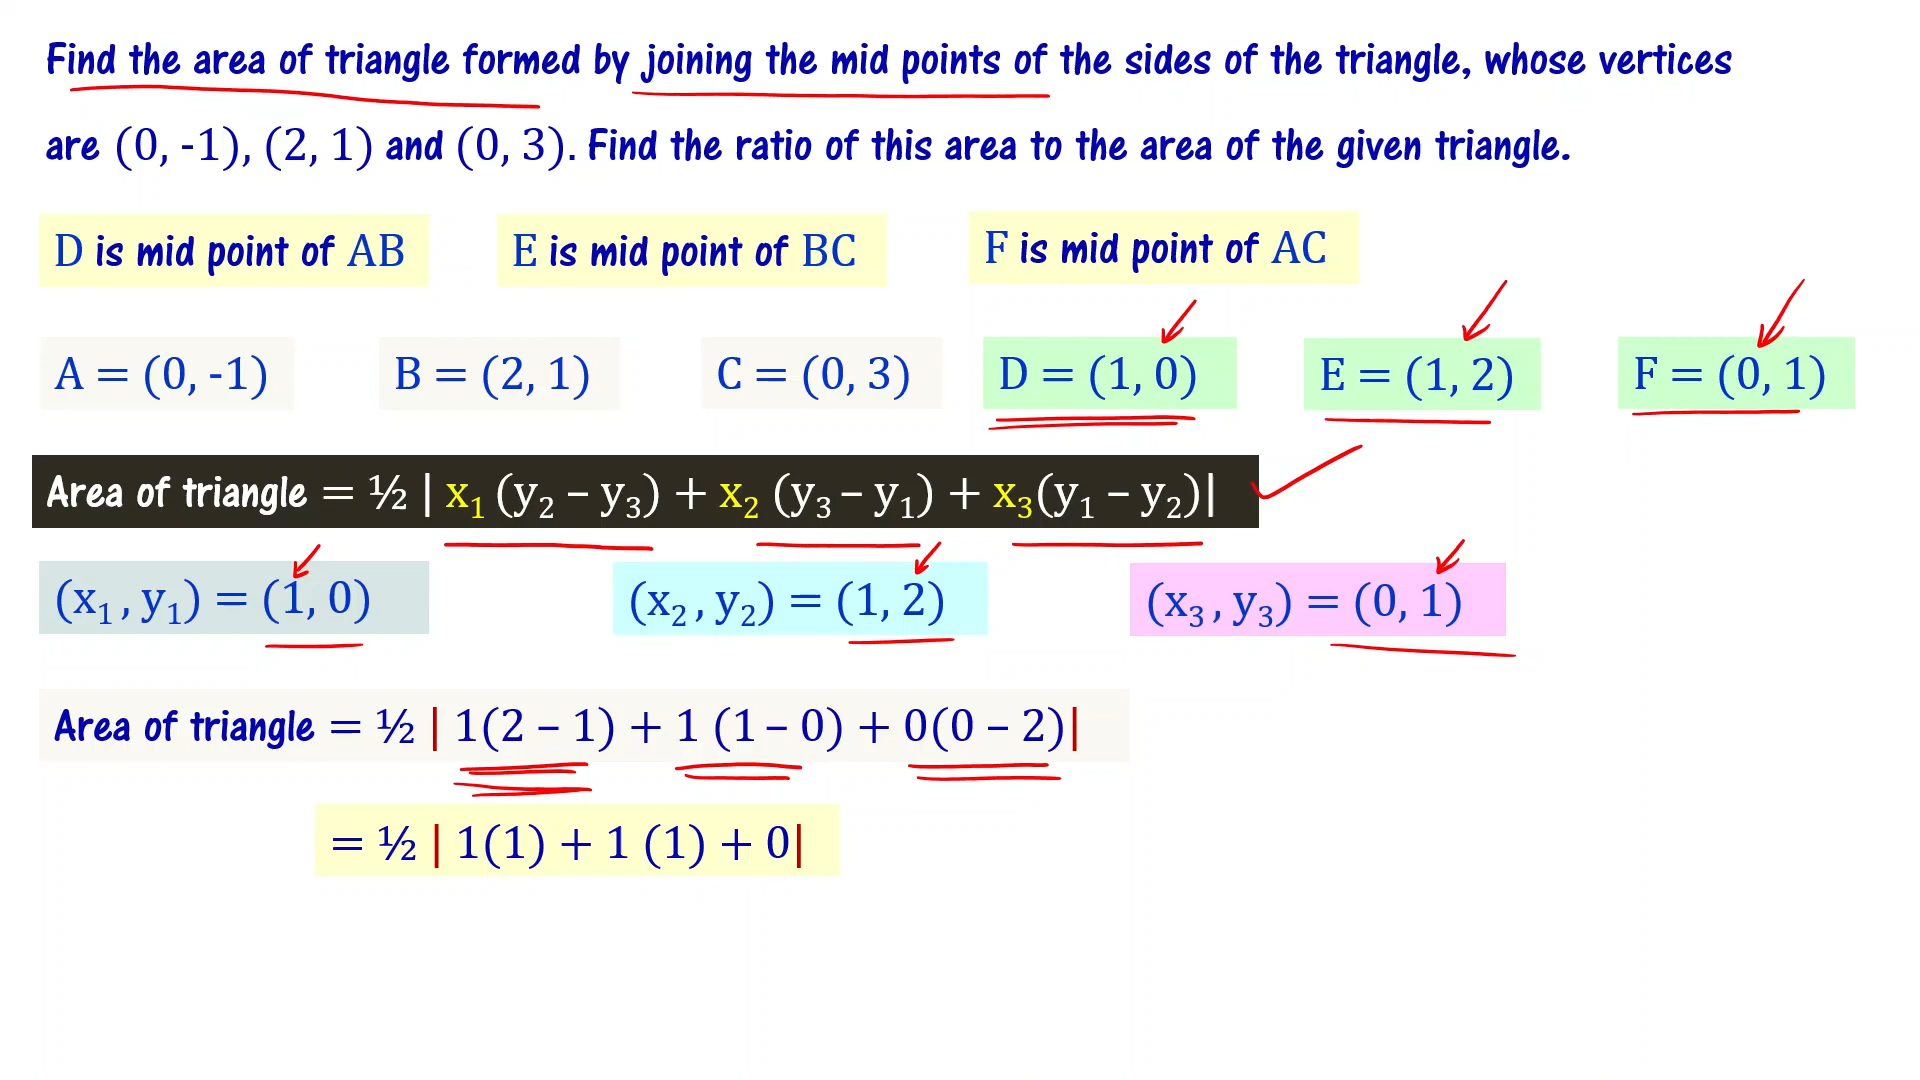 Find the area of triangle formed by joining the mid points of the sides of the triangle, whose vertices
are (0, -1), (2, 1) and (0, 3). Find the ratio of this area to the area of the given triangle.
D is mid point of AB E is mid point of BC F is mid point of AC
A = (0, -1) B = (2, 1) C = (0, 3) D = (1, 0) E = (1, 2) F = (0, 1)
Area of triangle = ½ | x₁ (y₂ – y₃) + x₂ (y₃ – y₁) + x₃(y₁ – y₂)|
(x₁ , y₁) = (1, 0) (x₂ , y₂) = (1, 2) (x₃ , y₃) = (0, 1)
Area of triangle = ½ | 1(2 – 1) + 1 (1 – 0) + 0(0 – 2)|
= ½ | 1(1) + 1 (1) + 0|